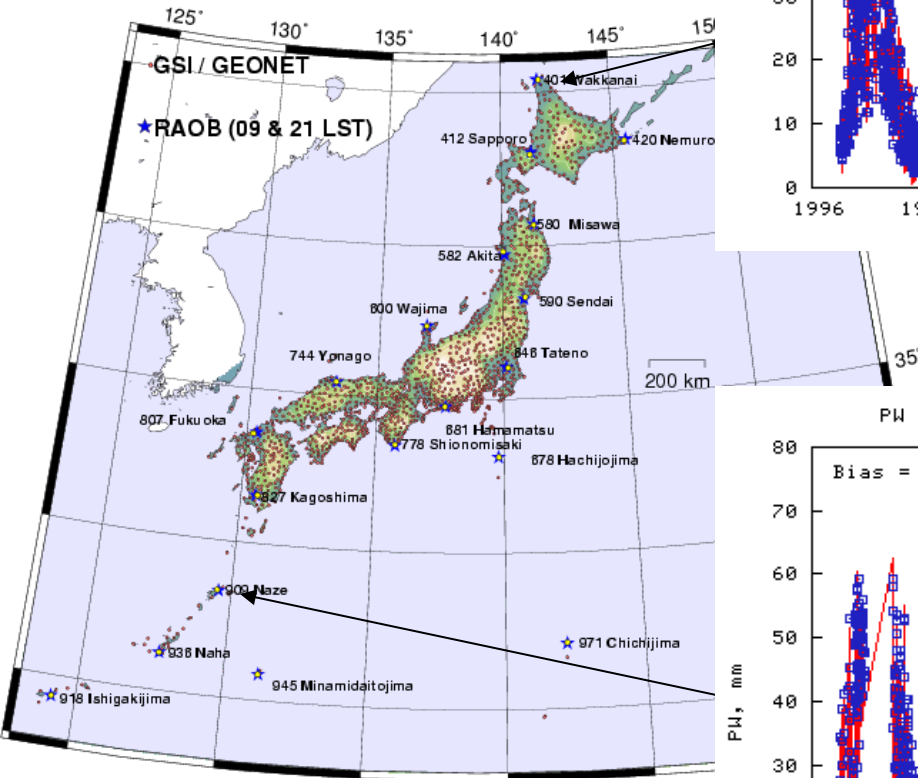 125°
130°
135°
140°
145°
GSI / GEONET
RAOB (09 & 21 LST)
401 Wakkanai
412 Sapporo
420 Nemuro
580 Misawa
582 Akita
590 Sendai
600 Wajima
744 Yonago
646 Tateno
200 km
35°
807 Fukuoka
681 Hamamatsu
778 Shionomisaki
678 Hachijojima
827 Kagoshima
909 Naze
936 Naha
971 Chichijima
945 Minamidaitojima
918 Ishigakijima
20
10
0
1996
PW
80
Bias =
70
60
50
40
30
PW, mm